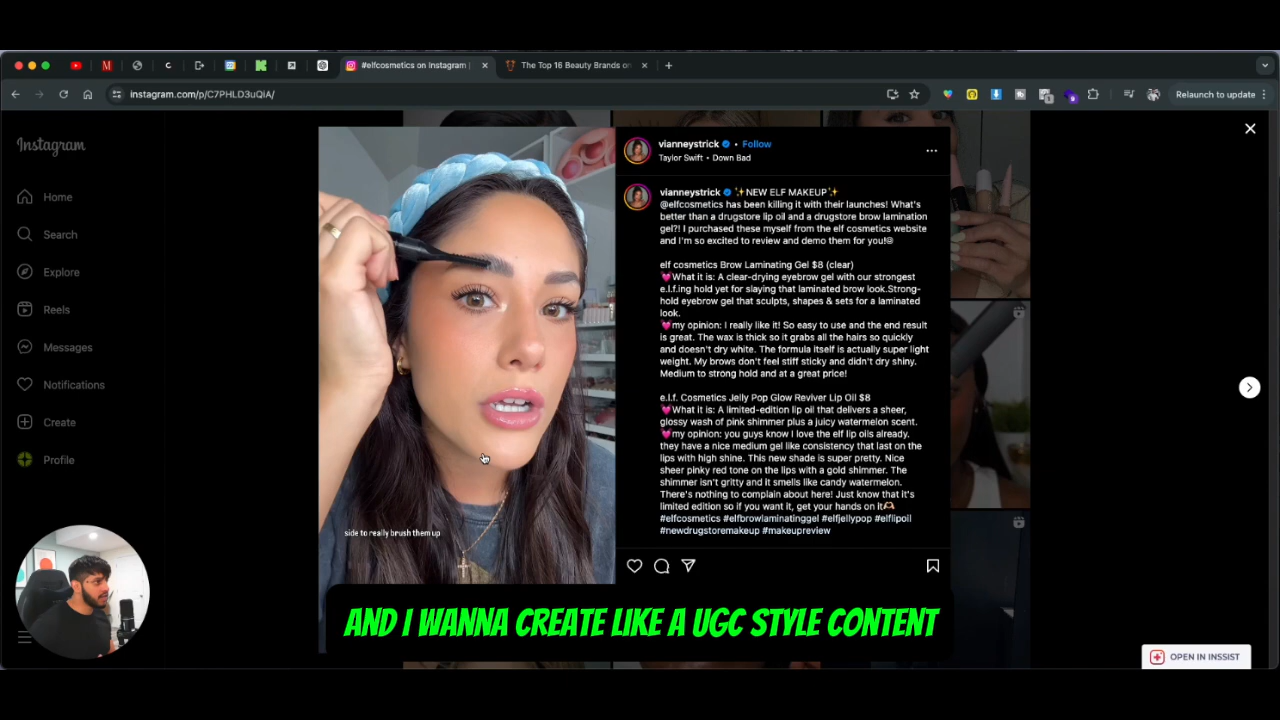 #elfcosmetics on Instagram |
The Top 16 Beauty Brands on
instagram.com/p/C7PHLD3uQiA/
Relaunch to update
Instagram
Home
Search
Explore
Reels
Messages
Notifications
Create
Profile
side to really brush them up
vianneystrick • Follow
Taylor Swift • Down Bad
vianneystrick ✨NEW ELF MAKEUP✨
@elfcosmetics has been killing it with their launches! What's
better than a drugstore lip oil and a drugstore brow lamination
gel?! I purchased these myself from the elf cosmetics website
and I'm so excited to review and demo them for you!
elf cosmetics Brow Laminating Gel $8 (clear)
💓What it is: A clear-drying eyebrow gel with our strongest
e.l.f.ing hold yet for slaying that laminated brow look.Strong-
hold eyebrow gel that sculpts, shapes & sets for a laminated
look.
💓my opinion: I really like it! So easy to use and the end result
is great. The wax is thick so it grabs all the hairs so quickly
and doesn't dry white. The formula itself is actually super light
weight. My brows don't feel stiff sticky and didn't dry shiny.
Medium to strong hold and at a great price!
e.l.f. Cosmetics Jelly Pop Glow Reviver Lip Oil $8
💓What it is: A limited-edition lip oil that delivers a sheer,
glossy wash of pink shimmer plus a juicy watermelon scent.
💓my opinion: you guys know I love the elf lip oils already.
they have a nice medium gel like consistency that last on the
lips with high shine. This new shade is super pretty. Nice
sheer pinky red tone on the lips with a gold shimmer. The
shimmer isn't gritty and it smells like candy watermelon.
There's nothing to complain about here! Just know that it's
limited edition so if you want it, get your hands on it🫶🏻
#elfcosmetics #elfbrowlaminatinggel #elfjellypop #elflipoil
#newdrugstoremakeup #makeupreview
AND I WANNA CREATE LIKE A UGC STYLE CONTENT
OPEN IN INSSIST